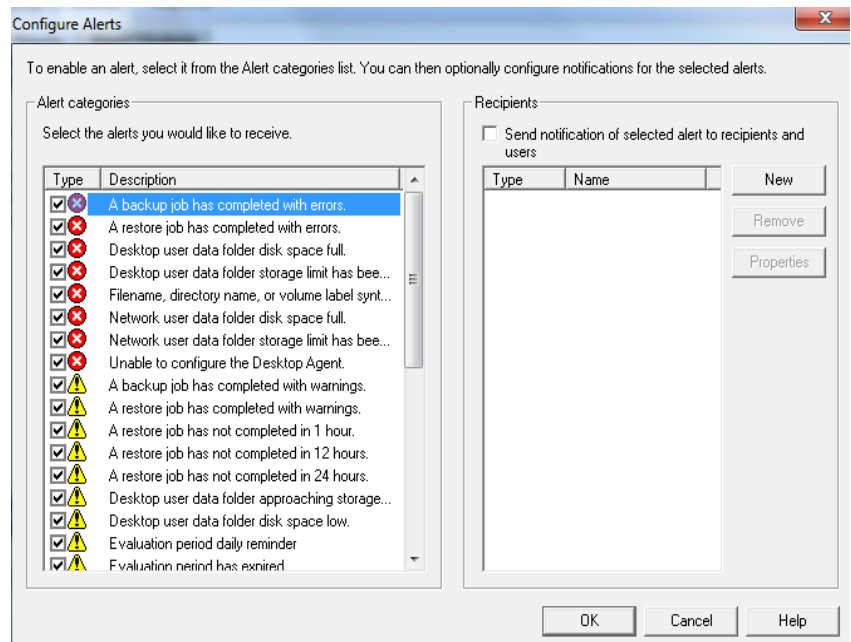 Configure Alerts
To enable an alert, select it from the Alert categories list. You can then optionally configure notifications for the selected alerts.
Alert categories
Select the alerts you would like to receive.
Type Description
A backup job has completed with errors.
A restore job has completed with errors.
Desktop user data folder disk space full.
Desktop user data folder storage limit has bee...
Filename, directory name, or volume label synt...
Network user data folder disk space full.
Network user data folder storage limit has bee...
Unable to configure the Desktop Agent.
A backup job has completed with warnings.
A restore job has completed with warnings.
A restore job has not completed in 1 hour.
A restore job has not completed in 12 hours.
A restore job has not completed in 24 hours.
Desktop user data folder approaching storage...
Desktop user data folder disk space low.
Evaluation period daily reminder
Evaluation period has expired
Recipients
Send notification of selected alert to recipients and
users
Type Name
New
Remove
Properties
OK Cancel Help